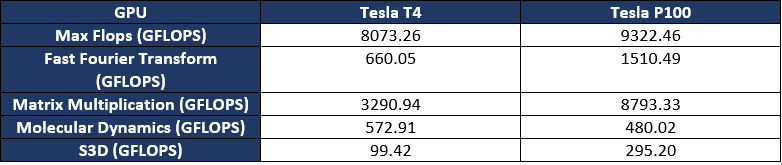 GPU Tesla T4 Tesla P100
Max Flops (GFLOPS) 8073.26 9322.46
Fast Fourier Transform 660.05 1510.49
(GFLOPS)
Matrix Multiplication (GFLOPS) 3290.94 8793.33
Molecular Dynamics (GFLOPS) 572.91 480.02
S3D (GFLOPS) 99.42 295.20